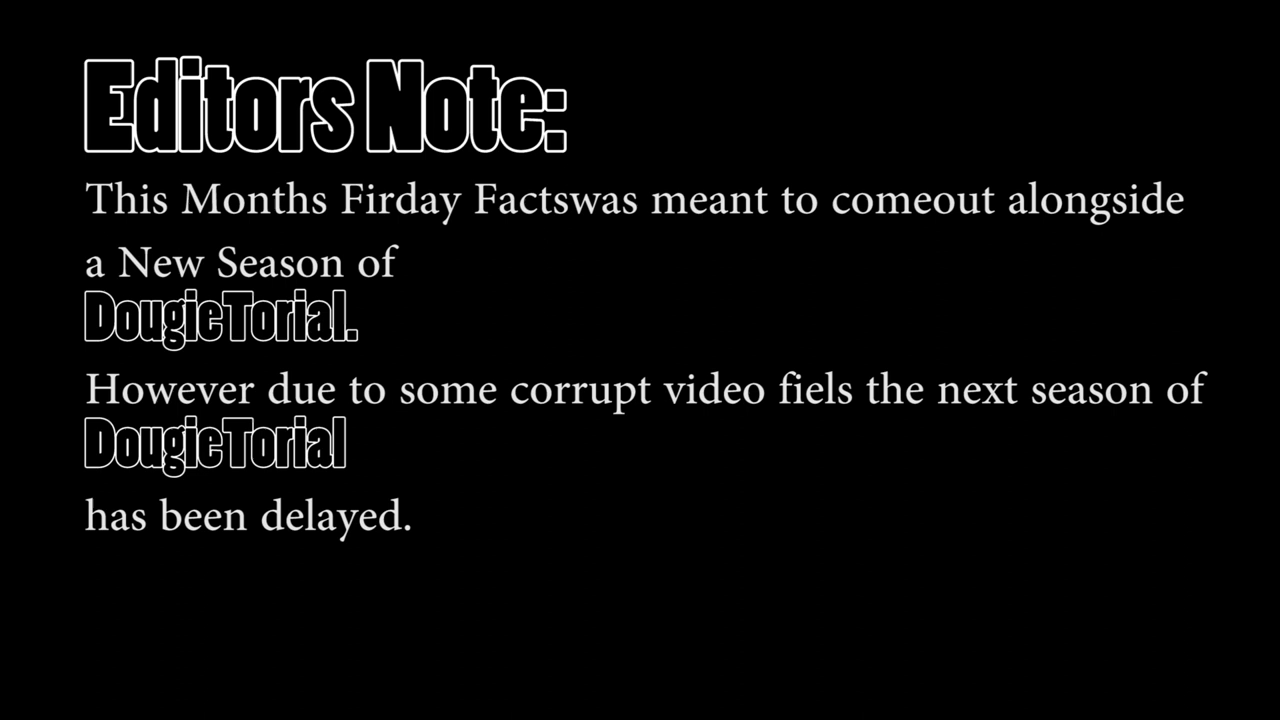 Editors Note:
This Months Firday Factswas meant to comeout alongside
a New Season of
DougieTorial.
However due to some corrupt video fiels the next season of
DougieTorial
has been delayed.